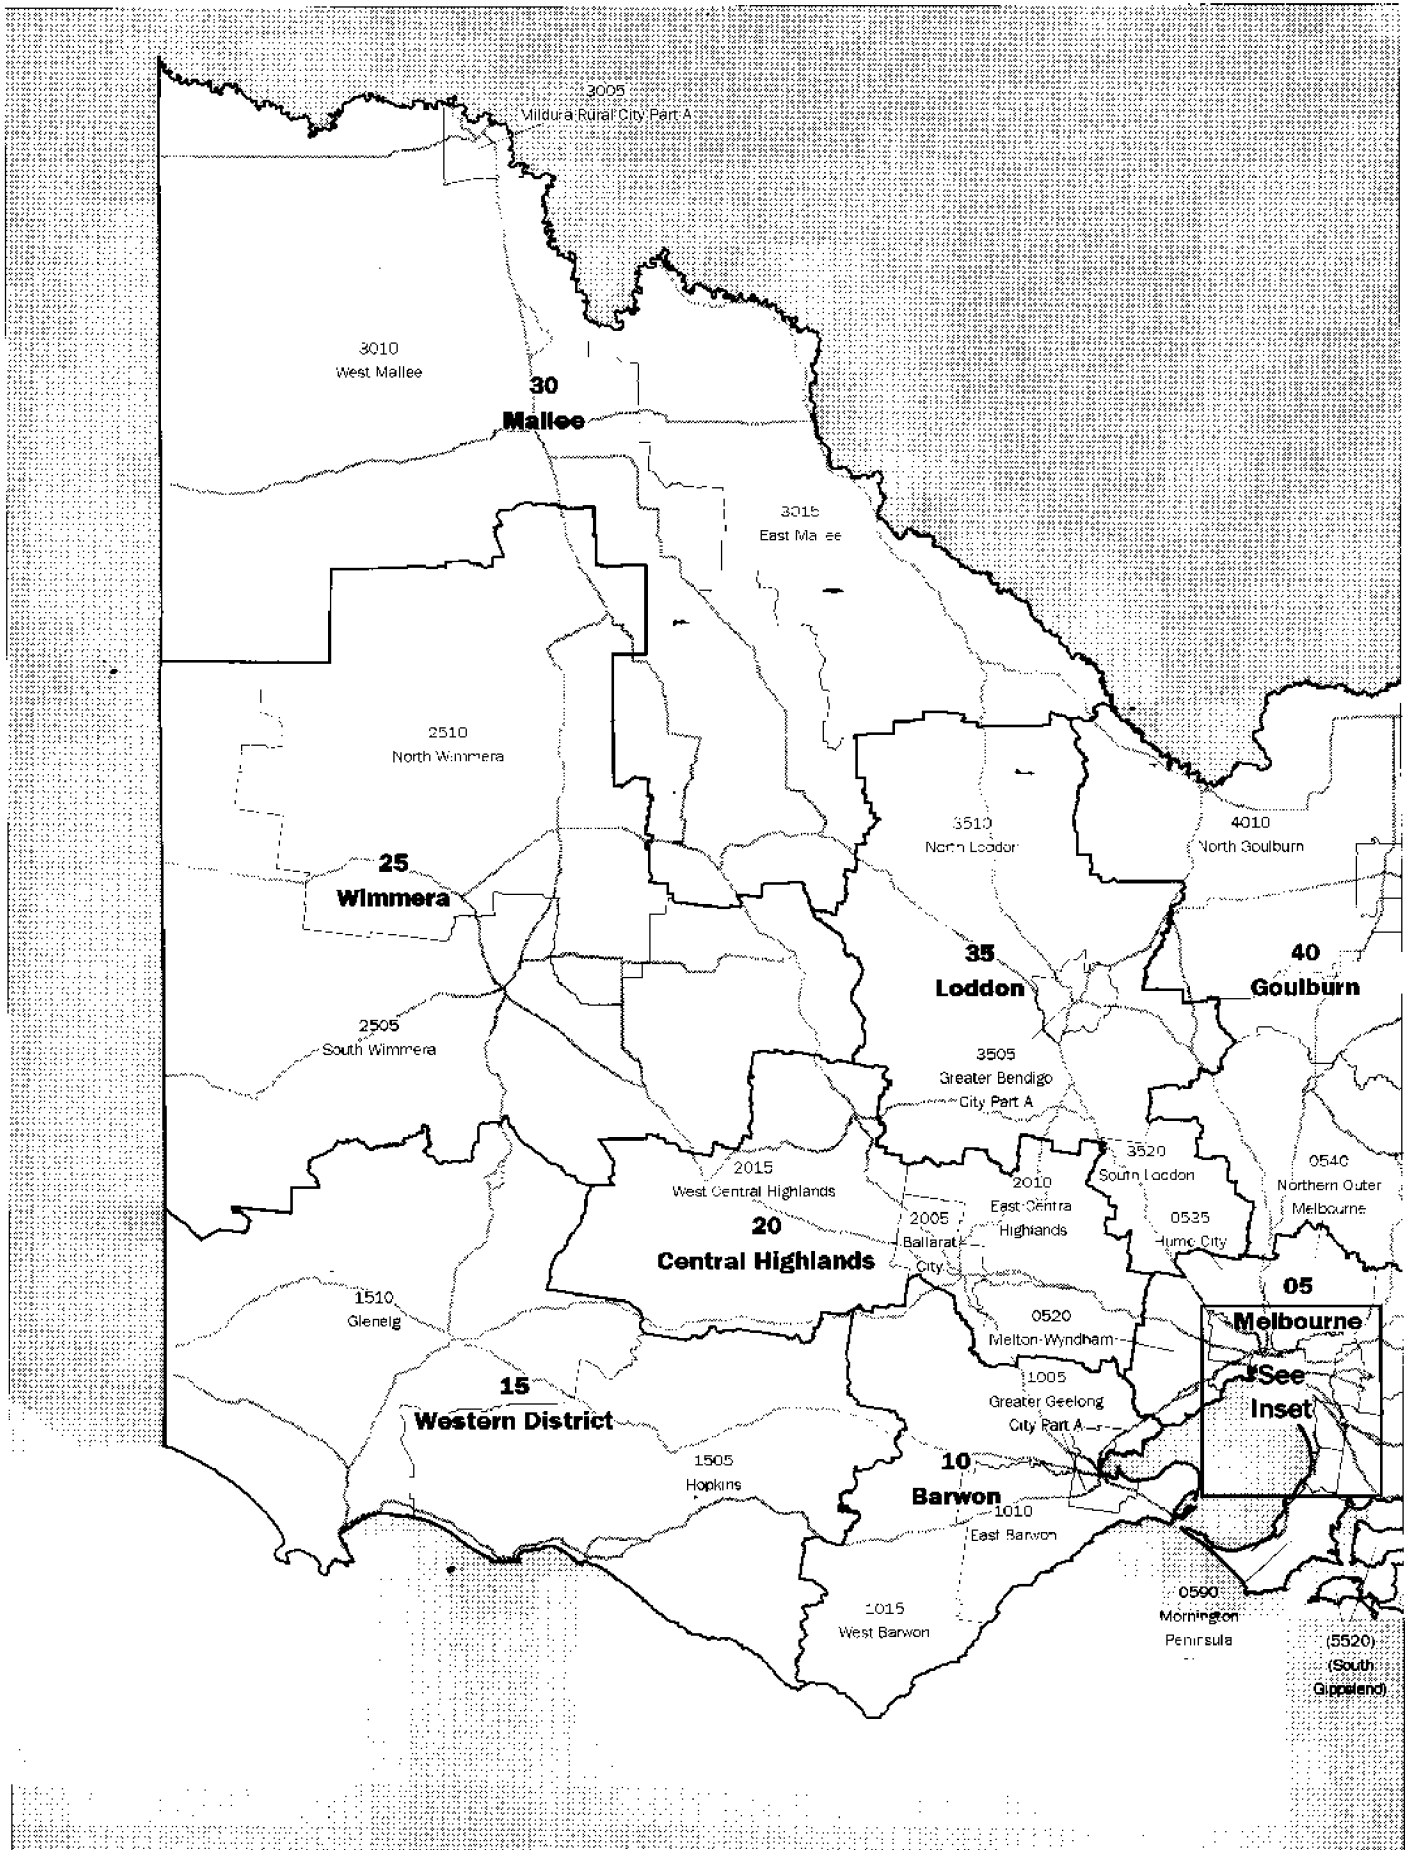 3005
Mildura Rural City Part A
3010
West Mallee
30
Mallee
3015
East Mallee
2510
North Wimmera
3510
North Loddon
4010
North Goulburn
25
Wimmera
35
Loddon
40
Goulburn
2505
South Wimmera
3505
Greater Bendigo
City Part A
2015
West Central Highlands
20
Central Highlands
2005
Ballarat
City
2010
East Central
Highlands
3520
South Loddon
0540
Northern Outer
Melbourne
0535
Hume City
05
Melbourne
See
Inset
1510
Glenelg
0520
Melton-Wyndham
1005
Greater Geelong
City Part A
15
Western District
1505
Hopkins
10
Barwon
1010
East Barwon
1015
West Barwon
0590
Mornington
Peninsula
(5520)
(South
Gippsland)